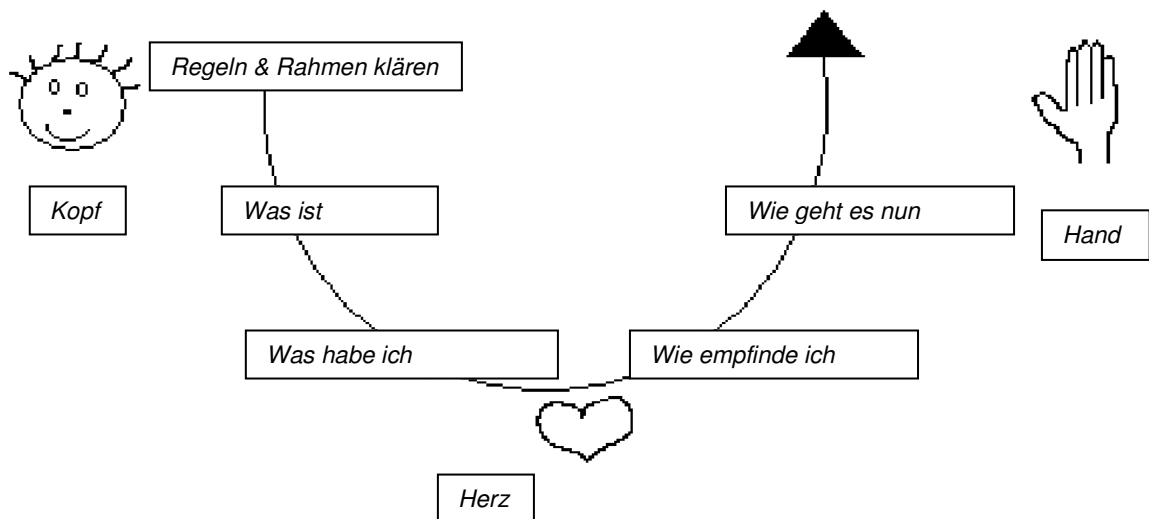 Regeln & Rahmen klären
Kopf
Was ist
Wie geht es nun
Hand
Was habe ich
Wie empfinde ich
Herz